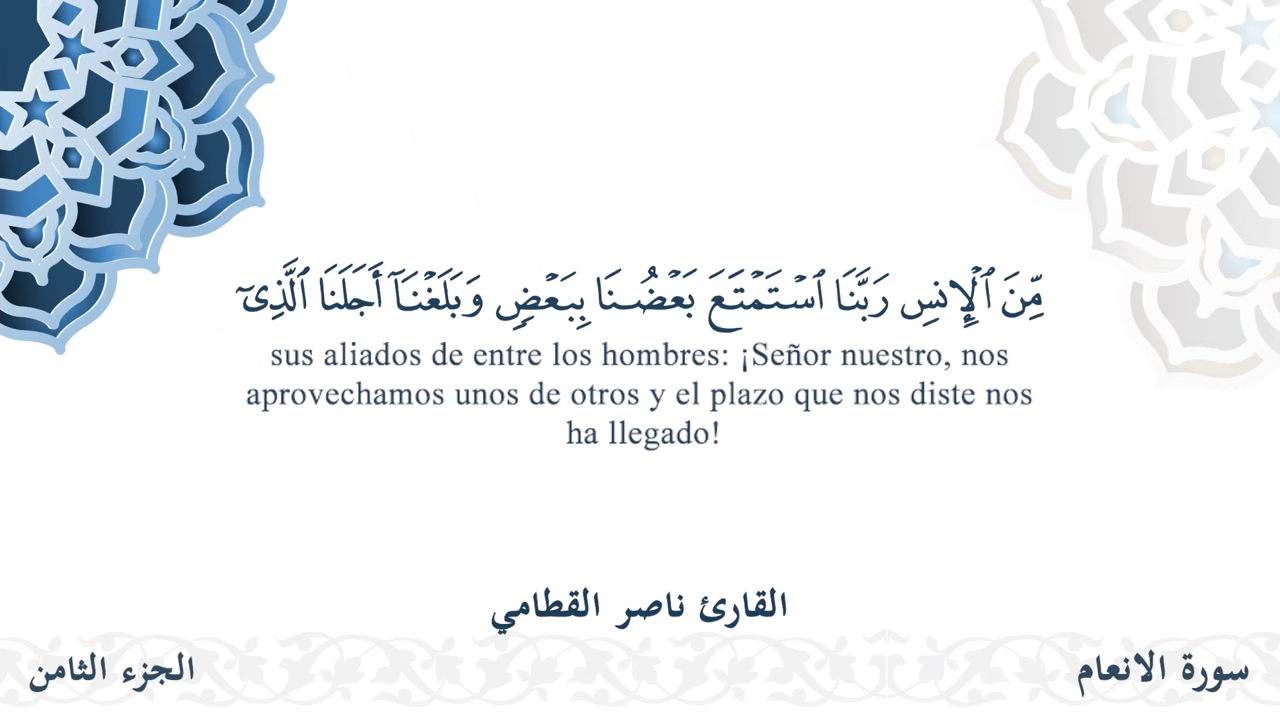 مِّنَ ٱلْإِنسِ رَبَّنَا ٱسْتَمْتَعَ بَعْضُنَا بِبَعْضٍ وَبَلَغْنَآ أَجَلَنَا ٱلَّذِىٓ
sus aliados de entre los hombres: ¡Señor nuestro, nos
aprovechamos unos de otros y el plazo que nos diste nos
ha llegado!
القارئ ناصر القطامي
سورة الانعام
الجزء الثامن